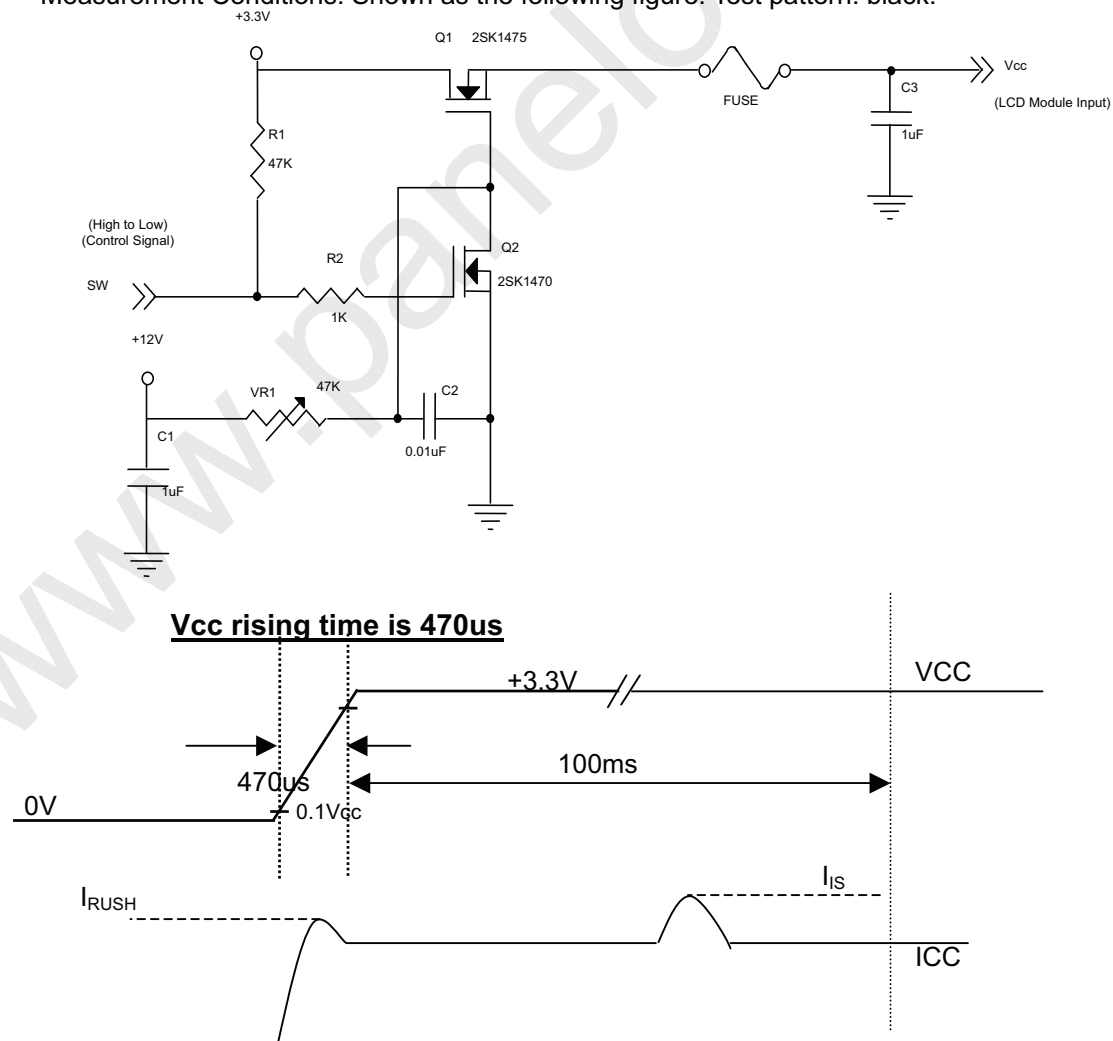 Measurement Conditions: Shown as the following figure. Test pattern: black.
+3.3V
Q1 2SK1475
FUSE
C3
1uF
Vcc
(LCD Module Input)
R1
47K
(High to Low)
(Control Signal)
SW
R2
1K
Q2
2SK1470
+12V
VR1
47K
C2
0.01uF
C1
1uF
Vcc rising time is 470us
+3.3V
VCC
470us
100ms
0V
0.1Vcc
IRUSH
IIS
ICC
www.panelo